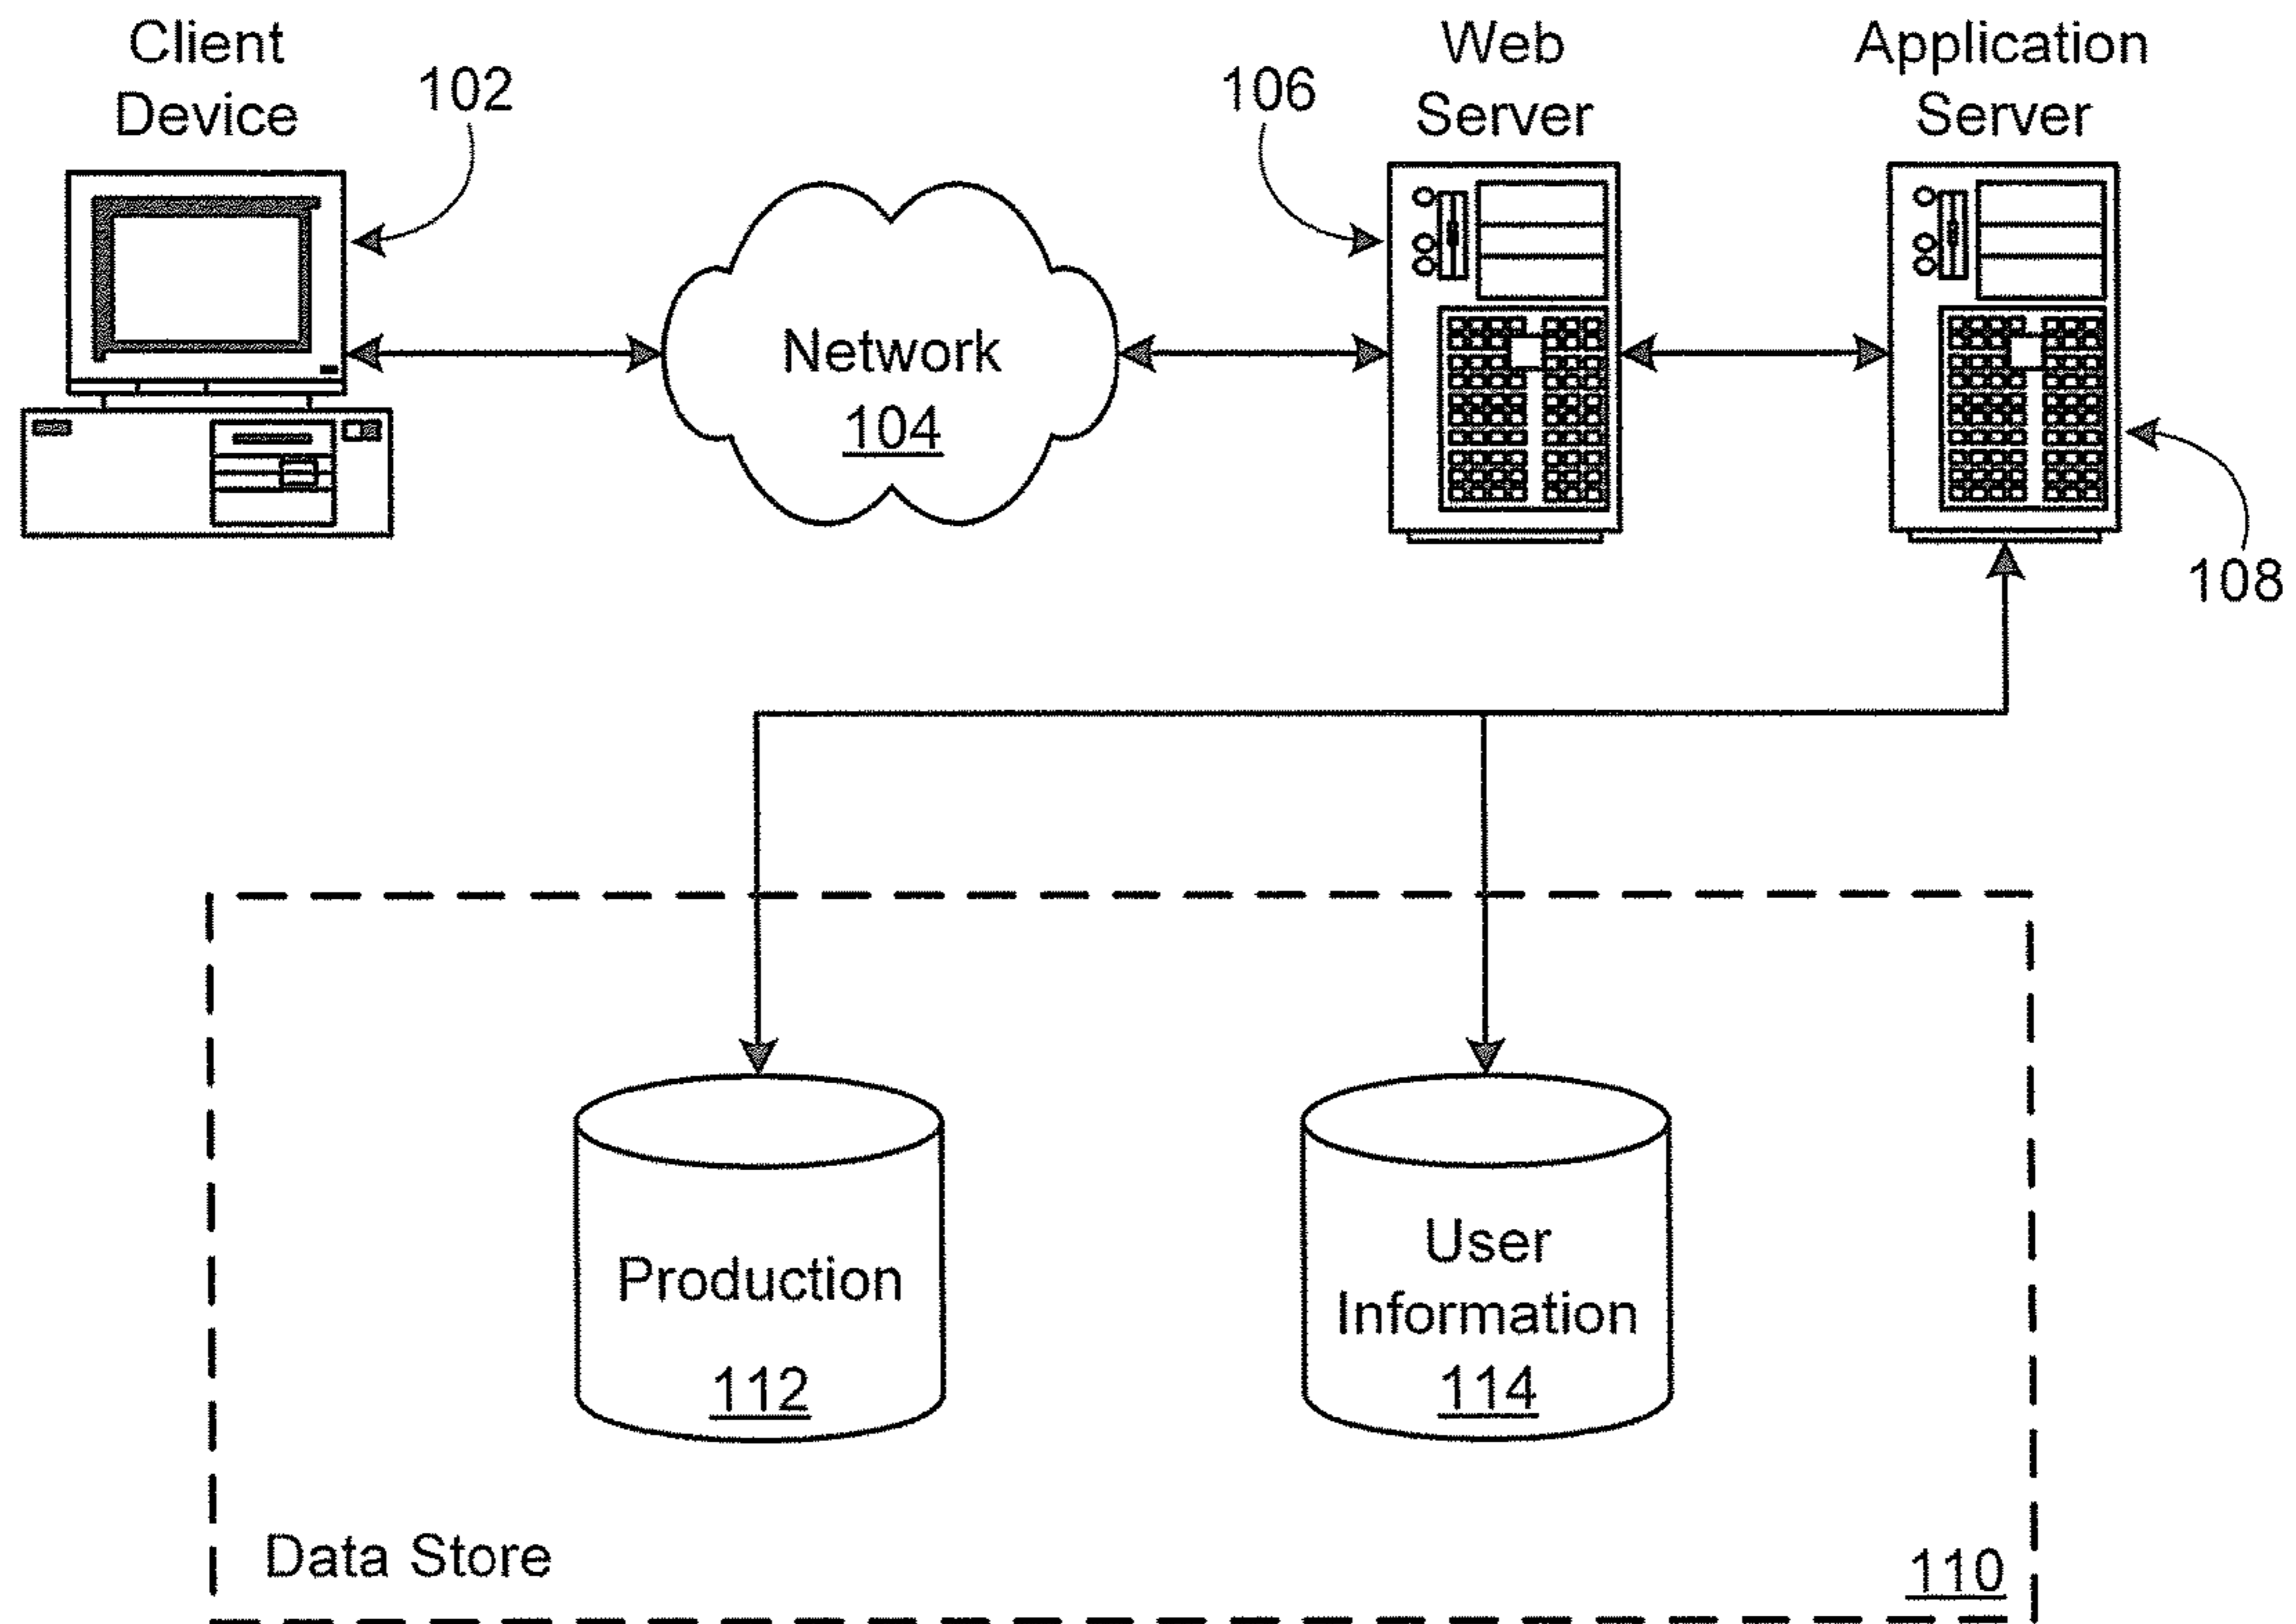 Client
Device
102
106
Web
Server
Application
Server
Network
104
108
Production
112
User
Information
114
Data Store
110